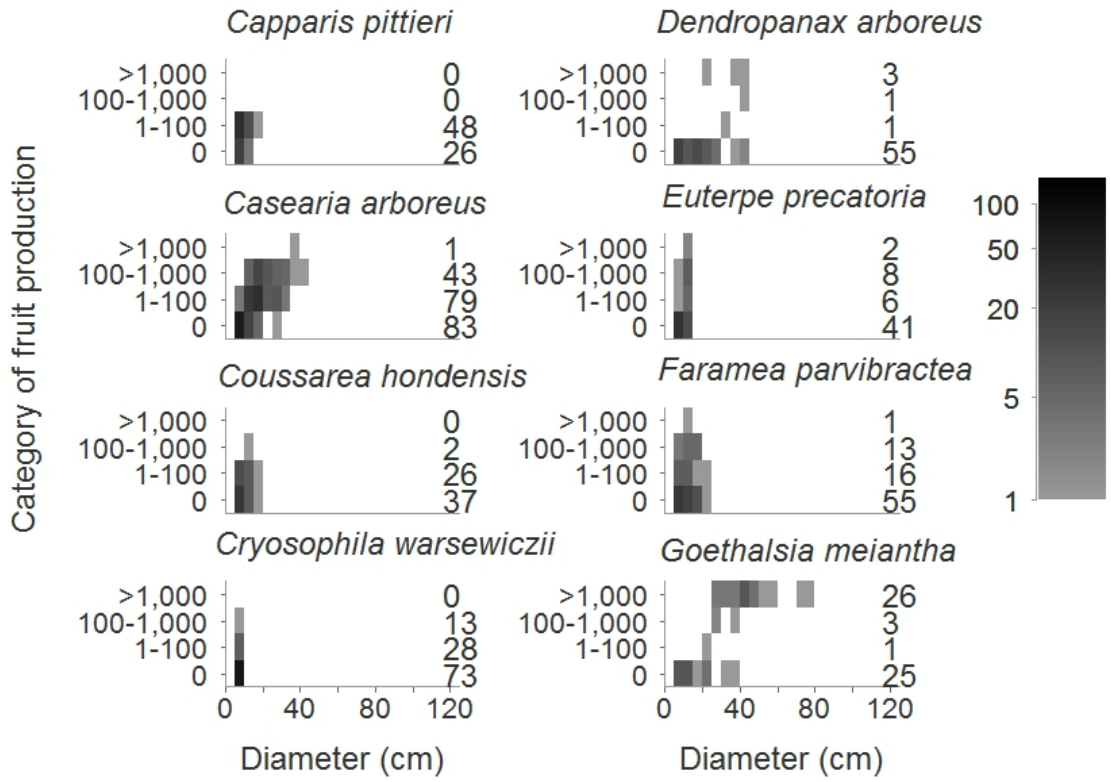 Capparis pittieri
>1,000 0
100-1,000 0
1-100 48
0 26
Dendropanax arboreus
>1,000 3
100-1,000 1
1-100 1
0 55
Casearia arboreus
>1,000 1
100-1,000 43
1-100 79
0 83
Euterpe precatoria
>1,000 2
100-1,000 8
1-100 6
0 41
Coussarea hondensis
>1,000 0
100-1,000 2
1-100 26
0 37
Faramea parvibractea
>1,000 1
100-1,000 13
1-100 16
0 55
Cryosophila warsewiczii
>1,000 0
100-1,000 13
1-100 28
0 73
0 40 80 120
Diameter (cm)
Goethalsia meiantha
>1,000 26
100-1,000 3
1-100 1
0 25
0 40 80 120
Diameter (cm)
Category of fruit production
100
50
20
5
1